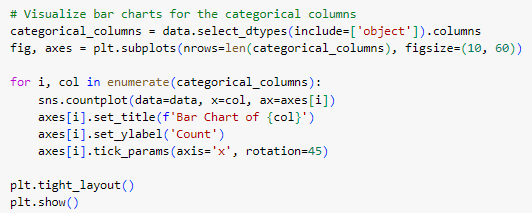 # Visualize bar charts for the categorical columns
categorical_columns = data.select_dtypes(include=['object']).columns
fig, axes = plt.subplots(nrows=len(categorical_columns), figsize=(10, 60))

for i, col in enumerate(categorical_columns):
    sns.countplot(data=data, x=col, ax=axes[i])
    axes[i].set_title(f'Bar Chart of {col}')
    axes[i].set_ylabel('Count')
    axes[i].tick_params(axis='x', rotation=45)

plt.tight_layout()
plt.show()